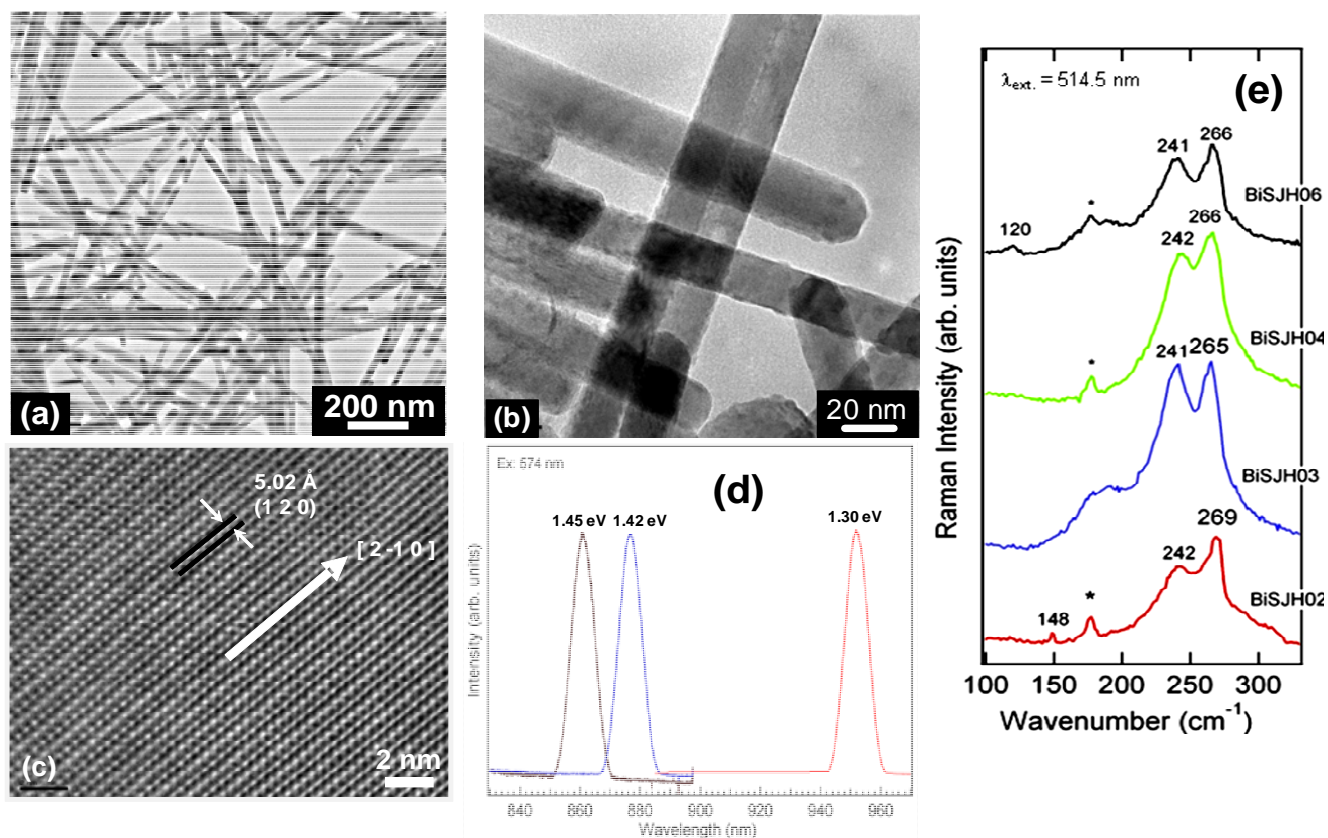 (a)
200 nm
(b)
20 nm
5.02 Å
(1 2 0)
[ 2 -1 0 ]
(c)
2 nm
Ex: 574 nm
(d)
1.45 eV
1.42 eV
1.30 eV
Intensity (arb. units)
840 860 880 900 920 940 960
Wavelength (nm)
λext. = 514.5 nm
(e)
241
266
BiSJH06
*
120
266
242
BiSJH04
*
241
265
BiSJH03
269
242
*
148
BiSJH02
Raman Intensity (arb. units)
100 150 200 250 300
Wavenumber (cm⁻¹)